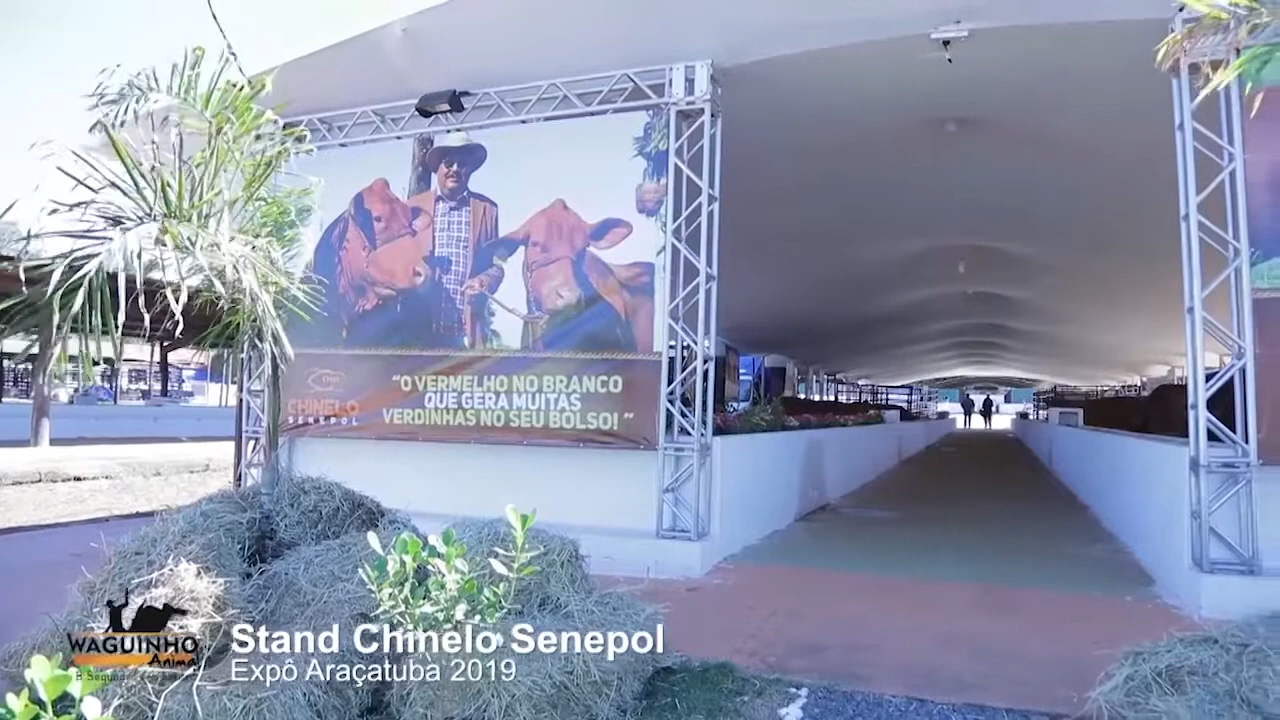 CHINELO
SENEPOL
“O VERMELHO NO BRANCO
QUE GERA MUITAS
VERDINHAS NO SEU BOLSO!”
WAGUINHO
Anima
Stand Chinelo Senepol
Expô Araçatuba 2019